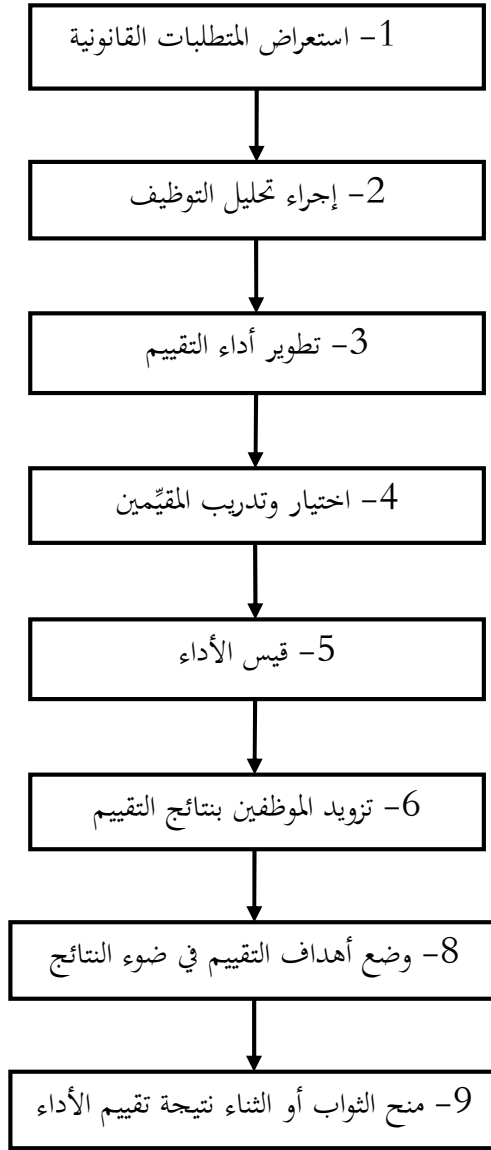 1- استعراض المتطلبات القانونية
2- إجراء تحليل التوظيف
3- تطوير أداء التقييم
4- اختيار وتدريب المقيِّمين
5- قيس الأداء
6- تزويد الموظفين بنتائج التقييم
8- وضع أهداف التقييم في ضوء النتائج
9- منح الثواب أو الثناء نتيجة تقييم الأداء